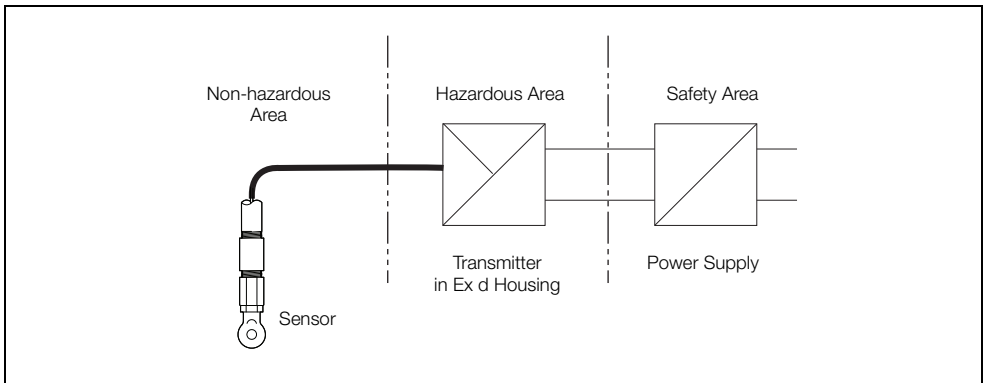 Non-hazardous
Area
Hazardous Area
Safety Area
Transmitter
in Ex d Housing
Power Supply
Sensor